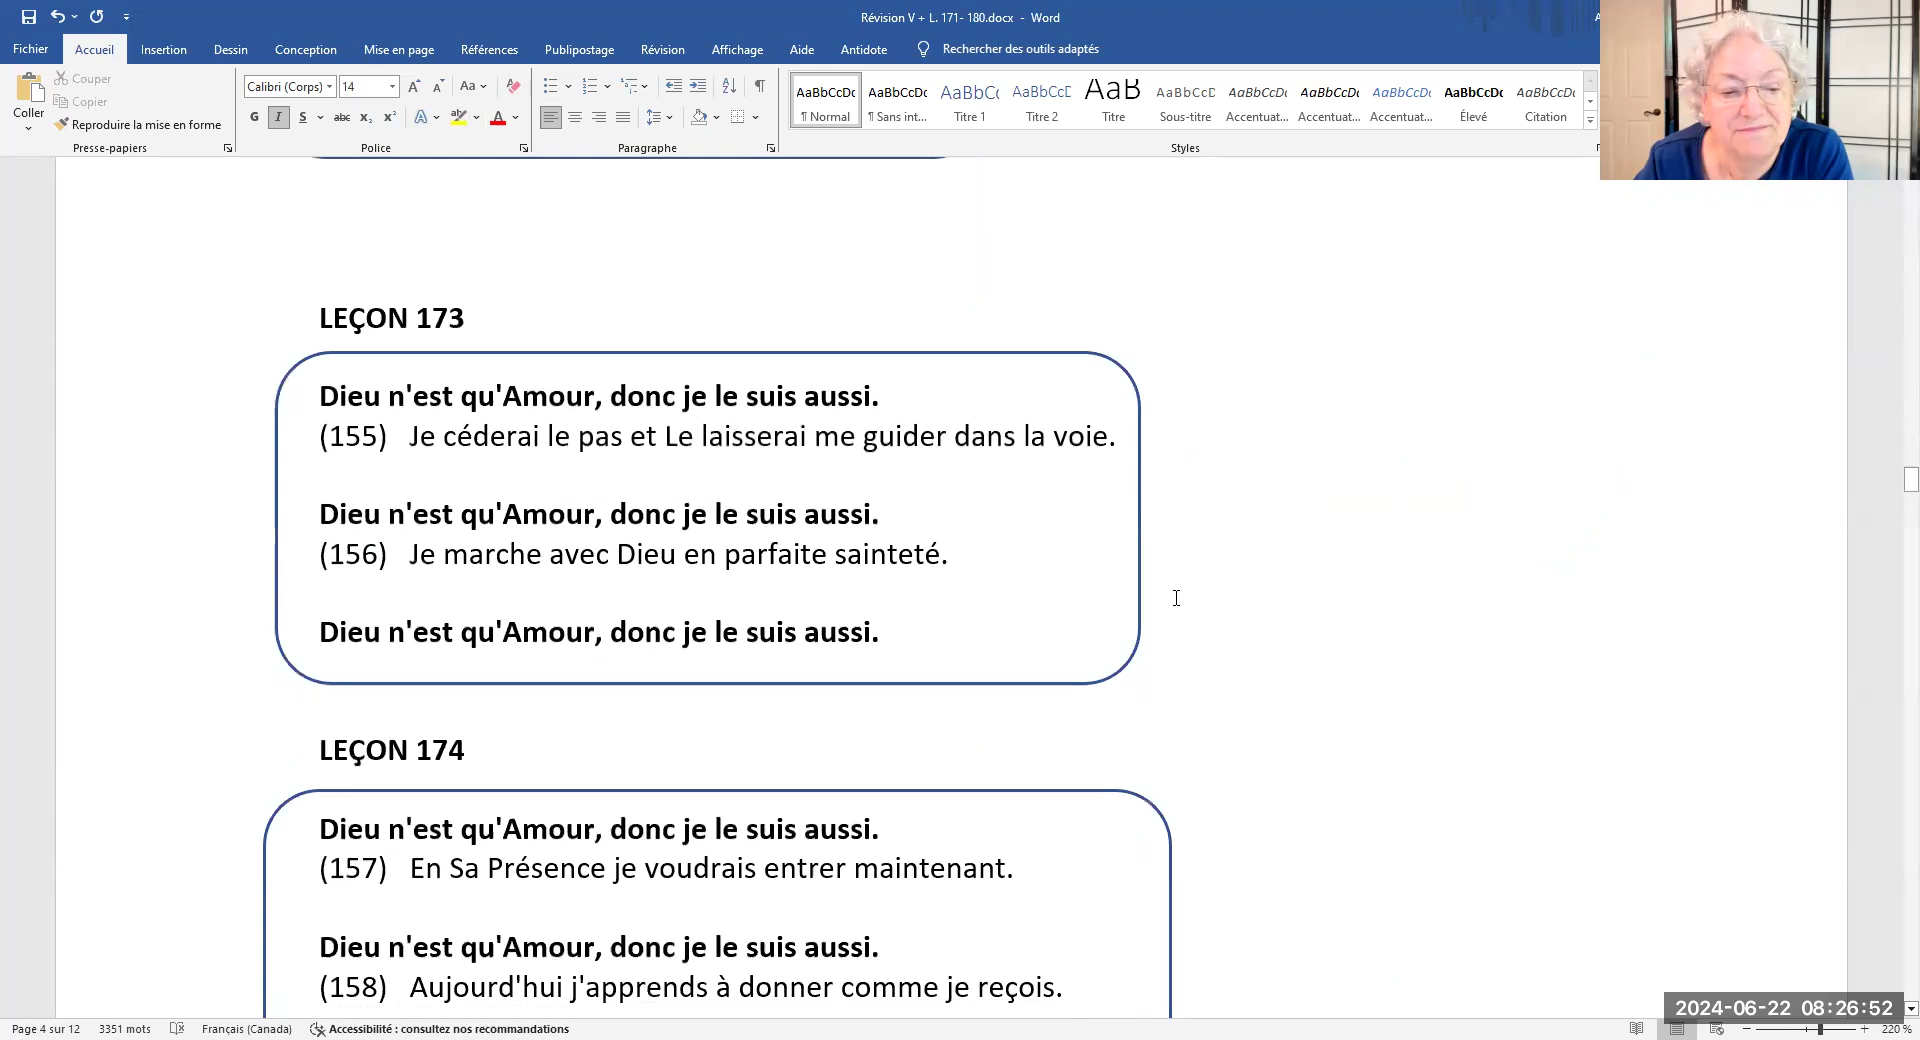 Révision V + L. 171- 180.docx - Word
Fichier Accueil Insertion Dessin Conception Mise en page Références Publipostage Révision Affichage Aide Antidote Rechercher des outils adaptés
Coller
Couper
Copier
Reproduire la mise en forme
Presse-papiers
Calibri (Corps) 14
Aa
G I S abc x₂ x²
Police
Paragraphe
AaBbCcDc AaBbCcDc AaBbCc AaBbCcD AaB AaBbCcD AaBbCcDc AaBbCcDc AaBbCcDc AaBbCcDc AaBbCcDc
¶ Normal ¶ Sans int... Titre 1 Titre 2 Titre Sous-titre Accentuat... Accentuat... Accentuat... Élevé Citation
Styles
LEÇON 173
Dieu n'est qu'Amour, donc je le suis aussi.
(155) Je céderai le pas et Le laisserai me guider dans la voie.
Dieu n'est qu'Amour, donc je le suis aussi.
(156) Je marche avec Dieu en parfaite sainteté.
Dieu n'est qu'Amour, donc je le suis aussi.
LEÇON 174
Dieu n'est qu'Amour, donc je le suis aussi.
(157) En Sa Présence je voudrais entrer maintenant.
Dieu n'est qu'Amour, donc je le suis aussi.
(158) Aujourd'hui j'apprends à donner comme je reçois.
2024-06-22 08:26:52
Page 4 sur 12 3351 mots Français (Canada) Accessibilité : consultez nos recommandations 220 %